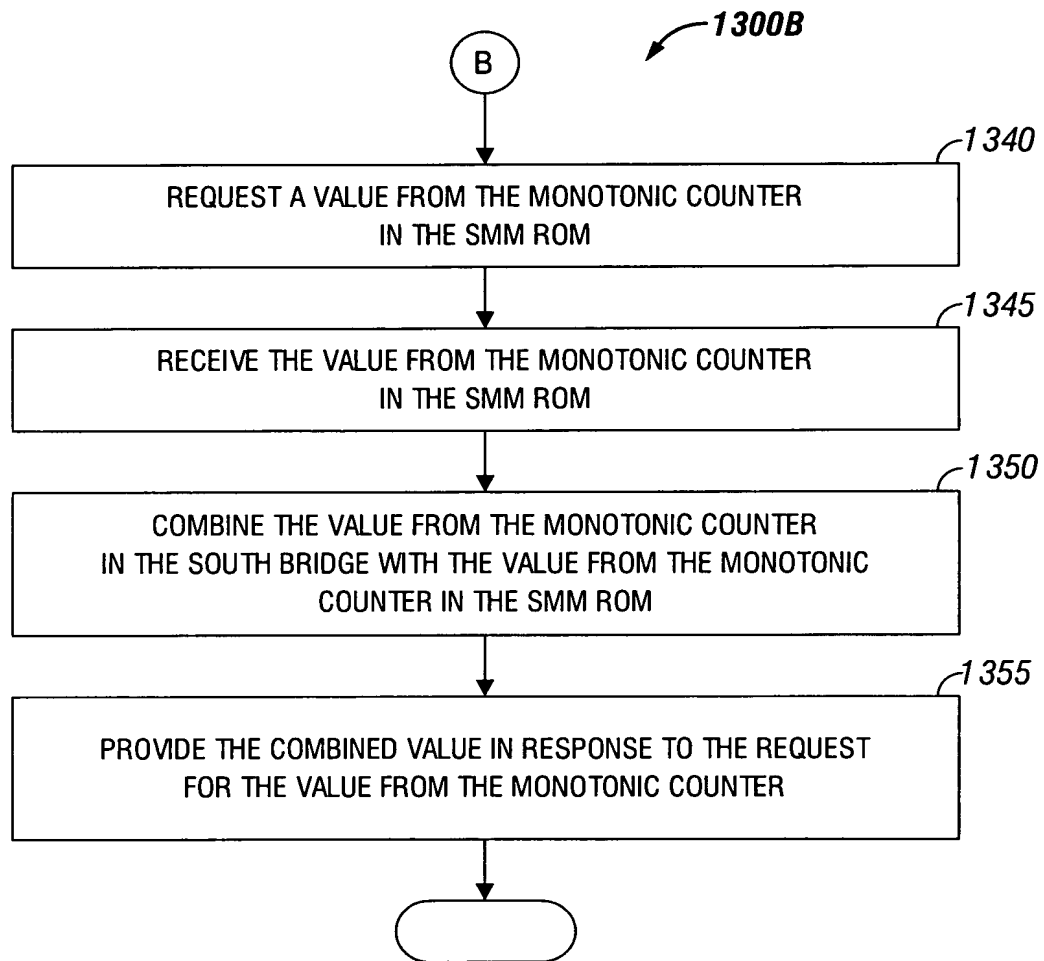 1300B
B
1340
REQUEST A VALUE FROM THE MONOTONIC COUNTER
IN THE SMM ROM
1345
RECEIVE THE VALUE FROM THE MONOTONIC COUNTER
IN THE SMM ROM
1350
COMBINE THE VALUE FROM THE MONOTONIC COUNTER
IN THE SOUTH BRIDGE WITH THE VALUE FROM THE MONOTONIC
COUNTER IN THE SMM ROM
1355
PROVIDE THE COMBINED VALUE IN RESPONSE TO THE REQUEST
FOR THE VALUE FROM THE MONOTONIC COUNTER